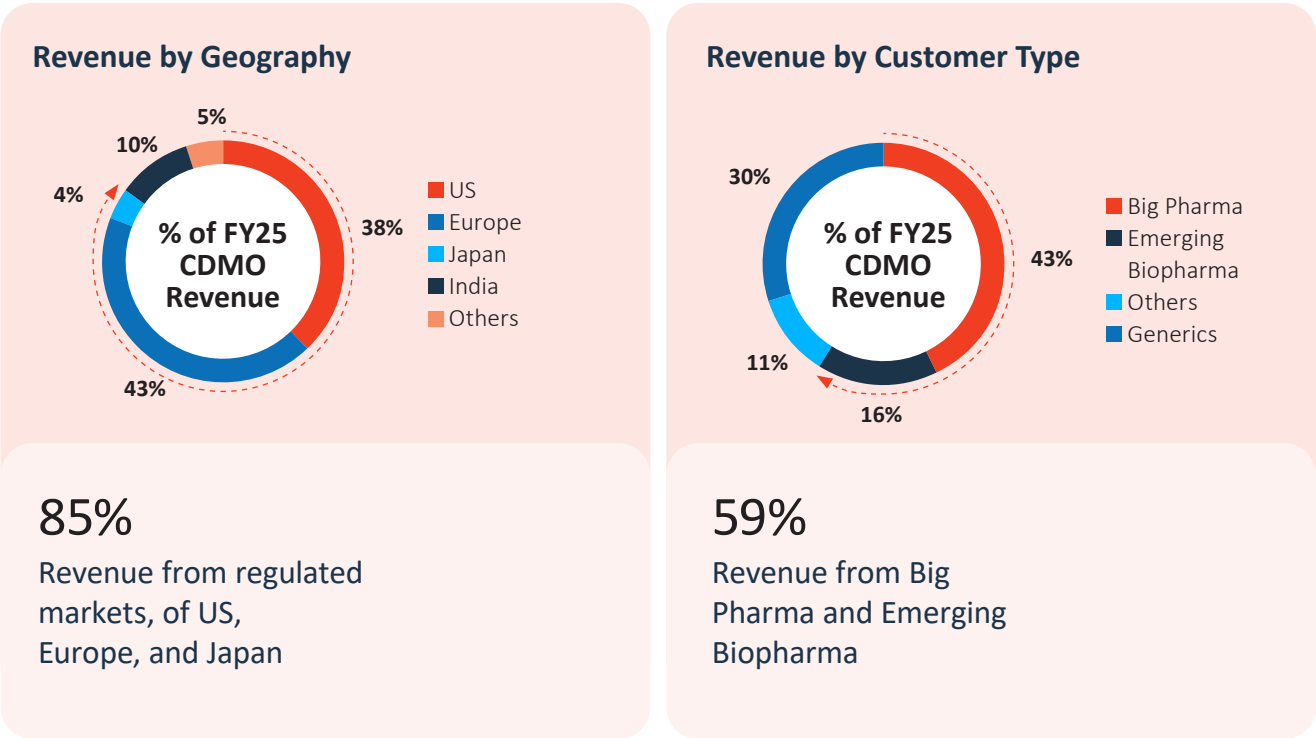 Revenue by Geography
5%
10%
4%
38%
43%
% of FY25
CDMO
Revenue
US
Europe
Japan
India
Others
85%
Revenue from regulated
markets, of US,
Europe, and Japan
Revenue by Customer Type
30%
43%
11%
16%
% of FY25
CDMO
Revenue
Big Pharma
Emerging
Biopharma
Others
Generics
59%
Revenue from Big
Pharma and Emerging
Biopharma